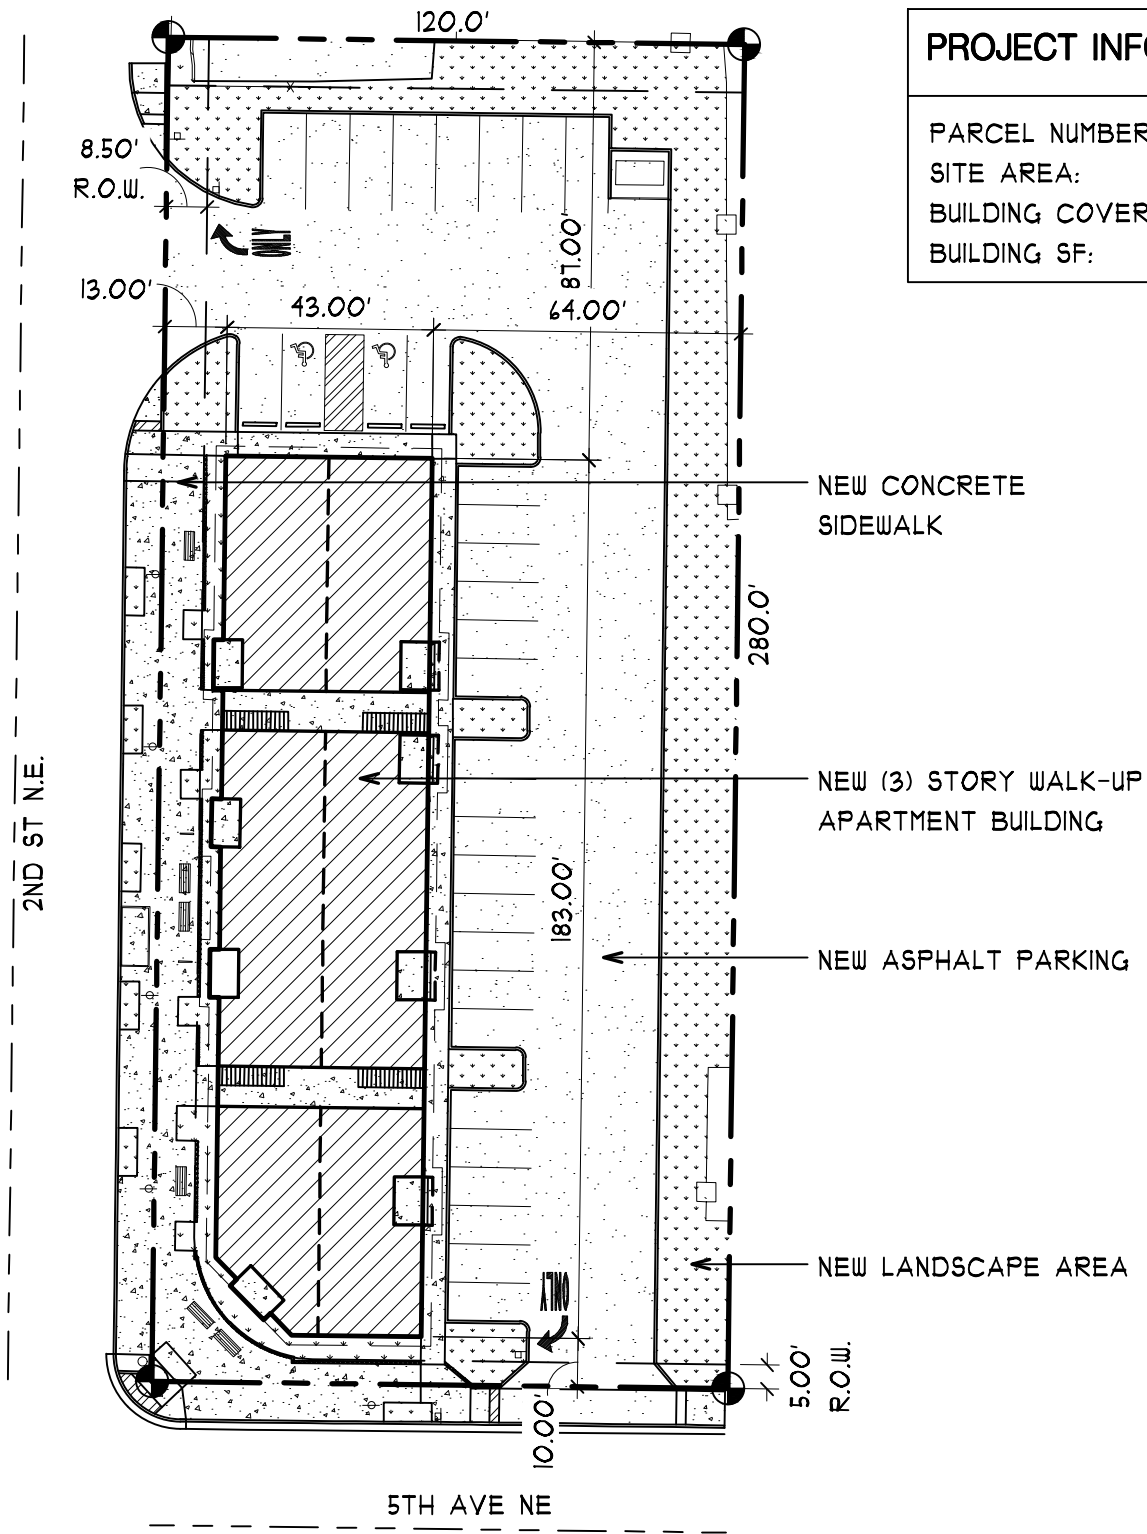 120.0'
PROJECT INFO
PARCEL NUMBER
SITE AREA:
BUILDING COVER
BUILDING SF:
8.50'
R.O.W.
ONLY
87.00'
13.00'
43.00'
64.00'
NEW CONCRETE
SIDEWALK
280.0'
NEW (3) STORY WALK-UP
APARTMENT BUILDING
2ND ST N.E.
183.00'
NEW ASPHALT PARKING
NEW LANDSCAPE AREA
ONLY
5.00'
R.O.W.
10.00'
5TH AVE NE